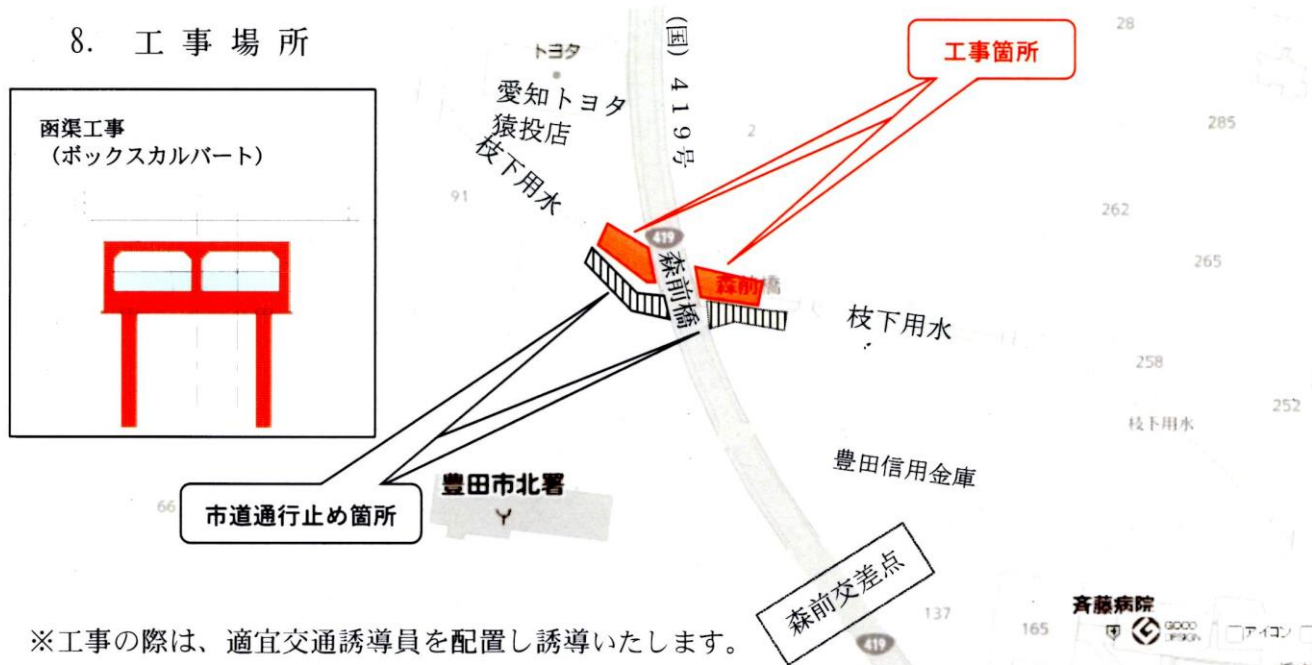 8. 工事場所
函渠工事
（ボックスカルバート）
トヨタ
愛知トヨタ
猿投店
枝下用水
(国)419号
工事箇所
28
2
285
91
262
265
419
森前橋
森前橋
枝下用水
258
252
枝下用水
豊田信用金庫
豊田市北署
66
市道通行止め箇所
森前交差点
137
165
斉藤病院
GOOD
DESIGN
アイコン
419
※工事の際は、適宜交通誘導員を配置し誘導いたします。